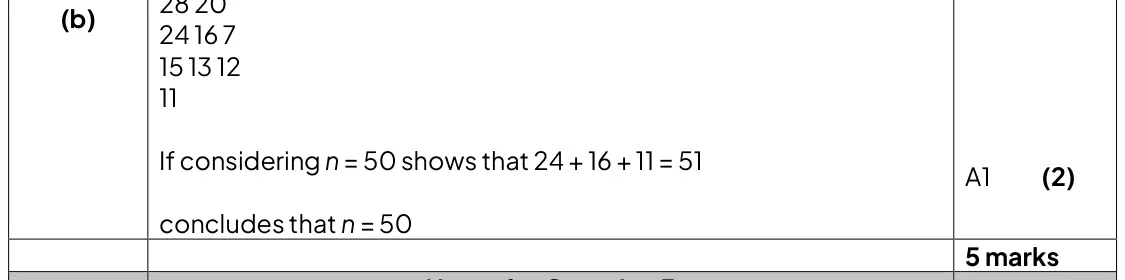 (b)
28 20
24 16 7
15 13 12
11
If considering n = 50 shows that 24 + 16 + 11 = 51
A1 (2)
concludes that n = 50
5 marks